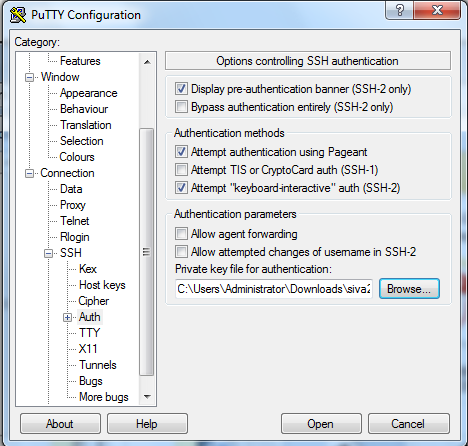 PuTTY Configuration
Category:
Features
Window
Appearance
Behaviour
Translation
Selection
Colours
Connection
Data
Proxy
Telnet
Rlogin
SSH
Kex
Host keys
Cipher
Auth
TTY
X11
Tunnels
Bugs
More bugs
Options controlling SSH authentication
Display pre-authentication banner (SSH-2 only)
Bypass authentication entirely (SSH-2 only)
Authentication methods
Attempt authentication using Pageant
Attempt TIS or CryptoCard auth (SSH-1)
Attempt "keyboard-interactive" auth (SSH-2)
Authentication parameters
Allow agent forwarding
Allow attempted changes of username in SSH-2
Private key file for authentication:
C:\Users\Administrator\Downloads\siva2 Browse...
About Help Open Cancel